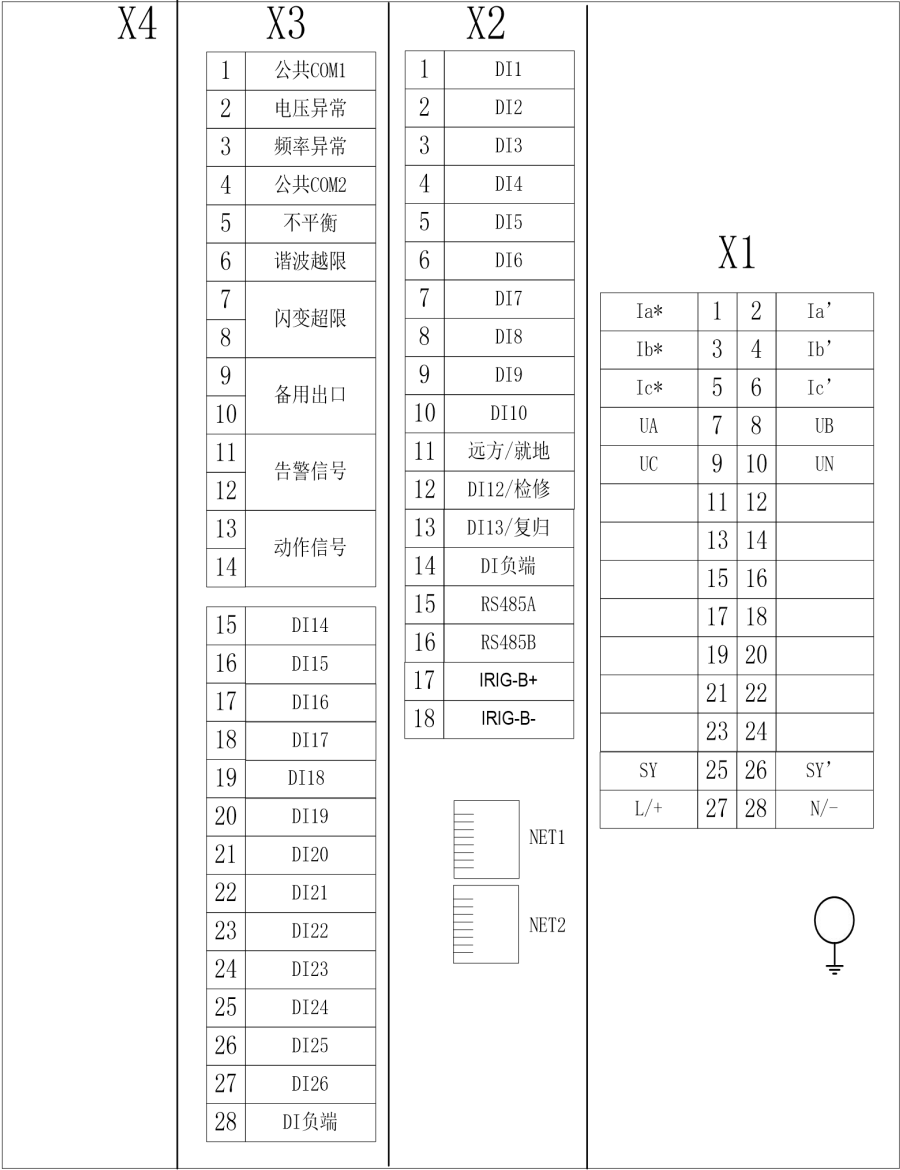 X4
X3
1 公共COM1
2 电压异常
3 频率异常
4 公共COM2
5 不平衡
6 谐波越限
7
闪变超限
8
9
备用出口
10
11
告警信号
12
13
动作信号
14
15 DI14
16 DI15
17 DI16
18 DI17
19 DI18
20 DI19
21 DI20
22 DI21
23 DI22
24 DI23
25 DI24
26 DI25
27 DI26
28 DI负端
X2
1 DI1
2 DI2
3 DI3
4 DI4
5 DI5
6 DI6
7 DI7
8 DI8
9 DI9
10 DI10
11 远方/就地
12 DI12/检修
13 DI13/复归
14 DI负端
15 RS485A
16 RS485B
17 IRIG-B+
18 IRIG-B-
NET1
NET2
X1
Ia* 1 2 Ia’
Ib* 3 4 Ib’
Ic* 5 6 Ic’
UA 7 8 UB
UC 9 10 UN
11 12
13 14
15 16
17 18
19 20
21 22
23 24
SY 25 26 SY’
L/+ 27 28 N/-